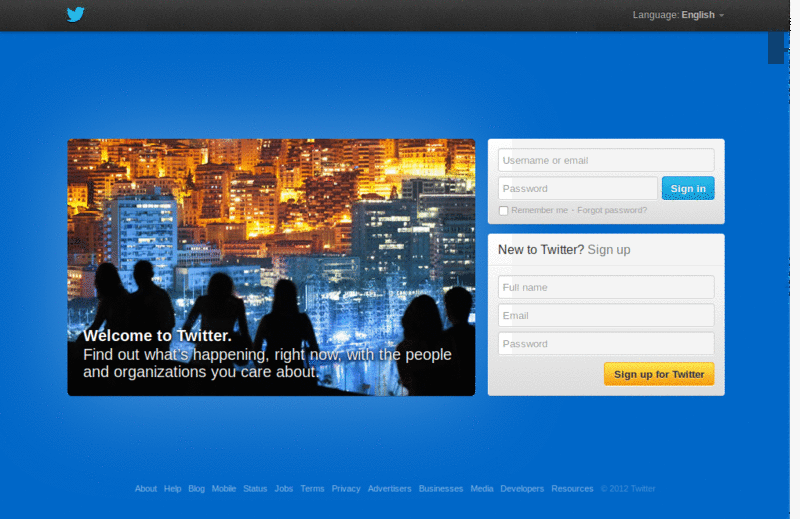 Language: English
Welcome to Twitter.
Find out what's happening, right now, with the people
and organizations you care about.
Username or email
Password
Sign in
Remember me · Forgot password?
New to Twitter? Sign up
Full name
Email
Password
Sign up for Twitter
About Help Blog Mobile Status Jobs Terms Privacy Advertisers Businesses Media Developers Resources © 2012 Twitter